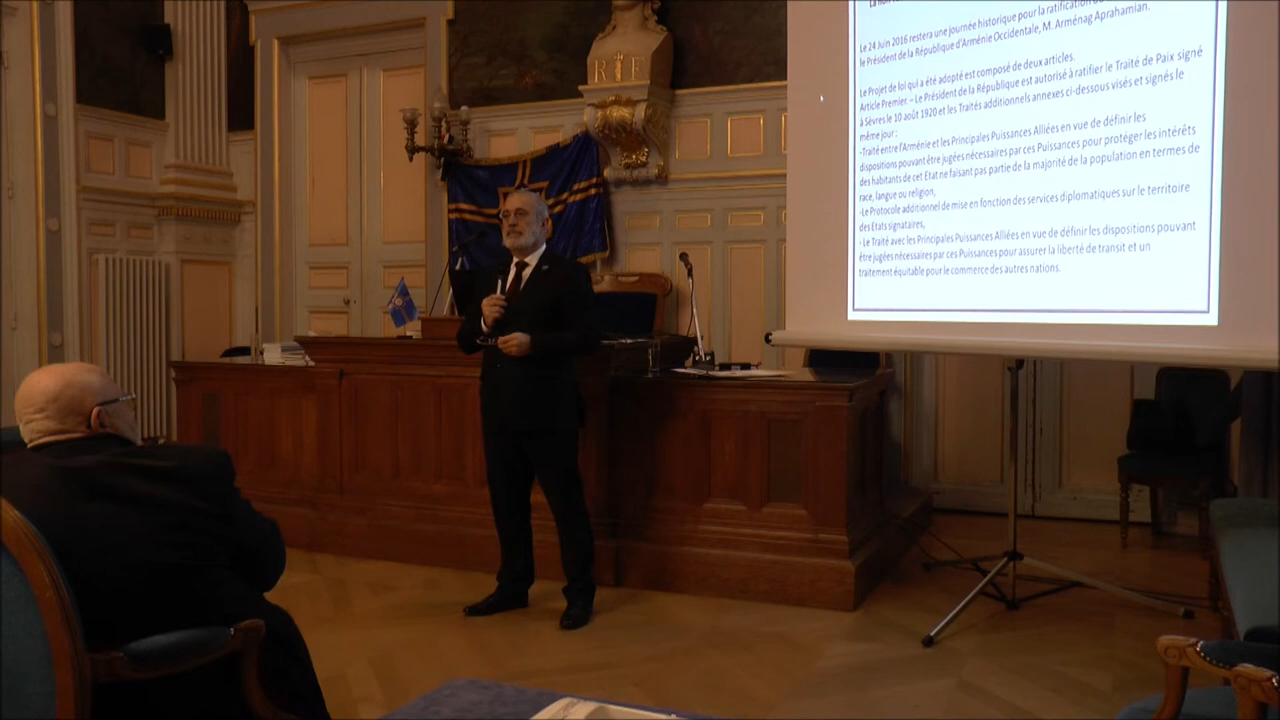 R F
Le 24 Juin 2016 restera une journée historique pour la ratification
le Président de la République d'Arménie Occidentale, M. Arménag Aprahamian.
Le Projet de loi qui a été adopté est composé de deux articles.
Article Premier. – Le Président de la République est autorisé à ratifier le Traité de Paix signé
à Sèvres le 10 août 1920 et les Traités additionnels annexes ci-dessous visés et signés le
même jour :
-Traité entre l'Arménie et les Principales Puissances Alliées en vue de définir les
dispositions pouvant être jugées nécessaires par ces Puissances pour protéger les intérêts
des habitants de cet État ne faisant pas partie de la majorité de la population en termes de
race, langue ou religion,
-Le Protocole additionnel de mise en fonction des services diplomatiques sur le territoire
des Etats signataires,
- Le Traité avec les Principales Puissances Alliées en vue de définir les dispositions pouvant
être jugées nécessaires par ces Puissances pour assurer la liberté de transit et un
traitement équitable pour le commerce des autres nations.